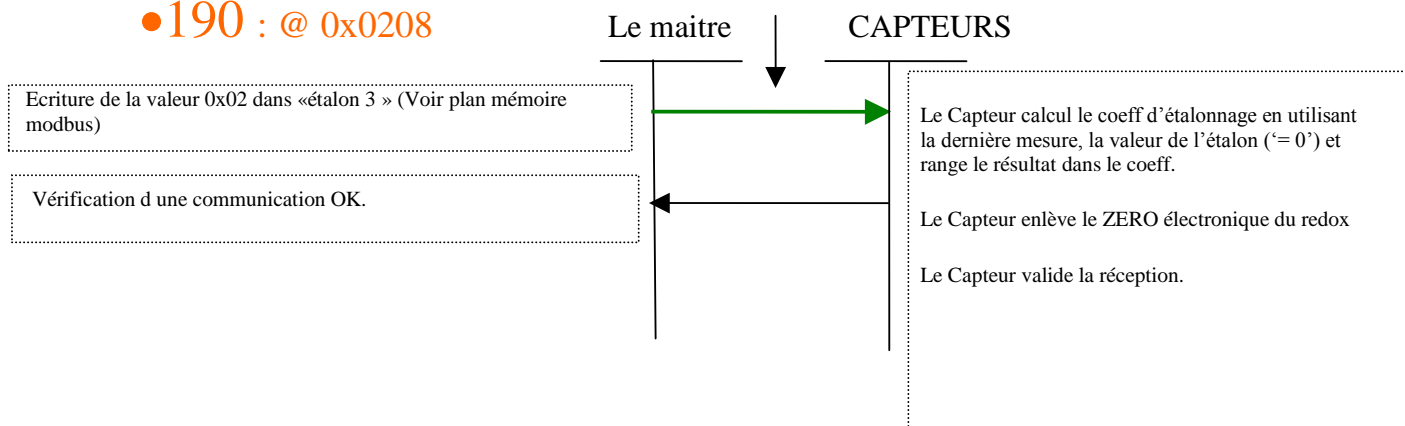 •190 : @ 0x0208
Le maitre
CAPTEURS
Ecriture de la valeur 0x02 dans «étalon 3 » (Voir plan mémoire
modbus)
Vérification d une communication OK.
Le Capteur calcul le coeff d’étalonnage en utilisant
la dernière mesure, la valeur de l’étalon (‘= 0’) et
range le résultat dans le coeff.
Le Capteur enlève le ZERO électronique du redox
Le Capteur valide la réception.